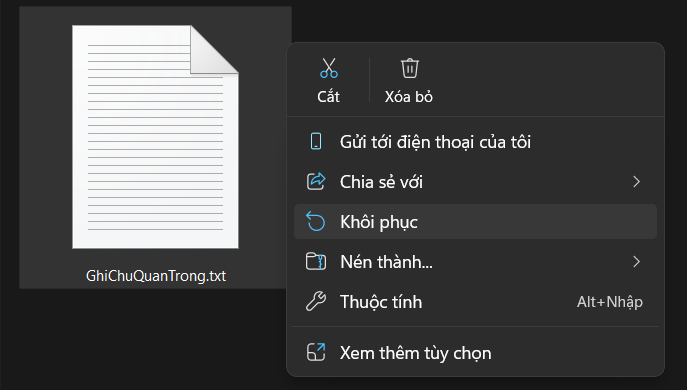 Cắt
Xóa bỏ
Gửi tới điện thoại của tôi
Chia sẻ với
Khôi phục
Nén thành...
Thuộc tính Alt+Nhập
Xem thêm tùy chọn
GhiChuQuanTrong.txt